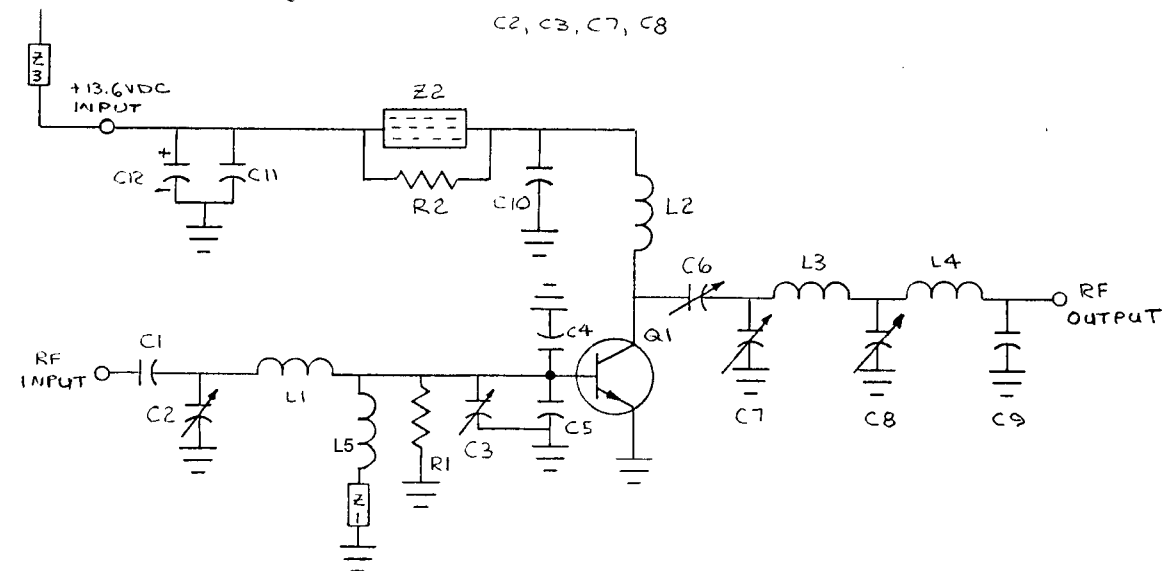 C2, C3, C7, C8
Z3
+13.6VDC
INPUT
Z2
+
C12
-
C11
R2
C10
L2
C6
L3
L4
RF
OUTPUT
C4
Q1
RF
INPUT
C1
C2
L1
L5
Z1
R1
C3
C5
C7
C8
C9